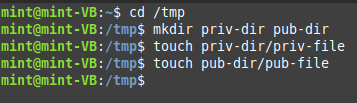 mint@mint-VB:~$ cd /tmp
mint@mint-VB:/tmp$ mkdir priv-dir pub-dir
mint@mint-VB:/tmp$ touch priv-dir/priv-file
mint@mint-VB:/tmp$ touch pub-dir/pub-file
mint@mint-VB:/tmp$